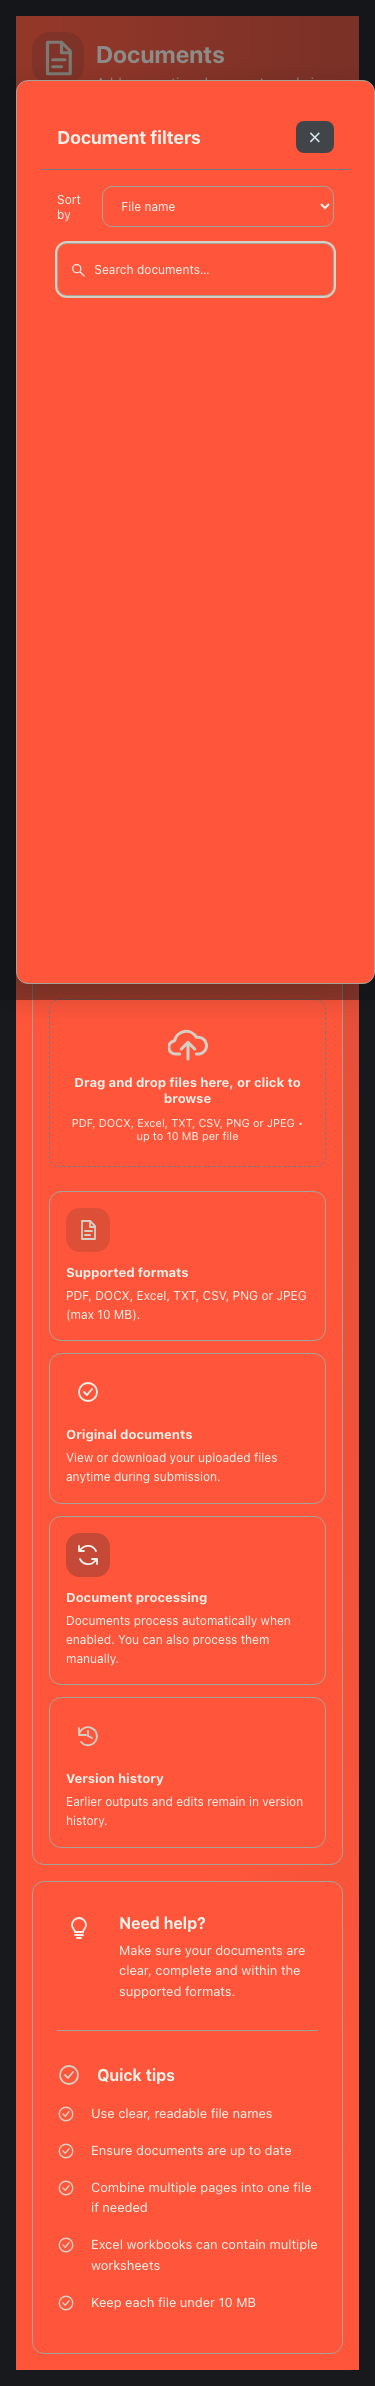 Documents
Document filters
Sort
by
File name
Search documents...
Drag and drop files here, or click to
browse
PDF, DOCX, Excel, TXT, CSV, PNG or JPEG •
up to 10 MB per file
Supported formats
PDF, DOCX, Excel, TXT, CSV, PNG or JPEG
(max 10 MB).
Original documents
View or download your uploaded files
anytime during submission.
Document processing
Documents process automatically when
enabled. You can also process them
manually.
Version history
Earlier outputs and edits remain in version
history.
Need help?
Make sure your documents are
clear, complete and within the
supported formats.
Quick tips
Use clear, readable file names
Ensure documents are up to date
Combine multiple pages into one file
if needed
Excel workbooks can contain multiple
worksheets
Keep each file under 10 MB